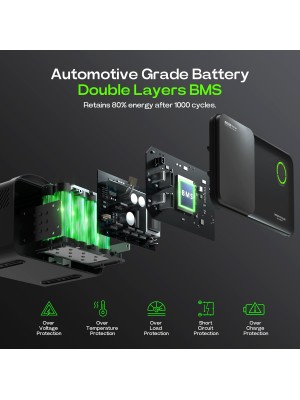 Automotive Grade Battery
Double Layers BMS
Retains 80% energy after 1000 cycles.
BMS
Over
Voltage
Protection
Over
Temperature
Protection
Over
Load
Protection
Short
Circuit
Protection
Over
Charge
Protection